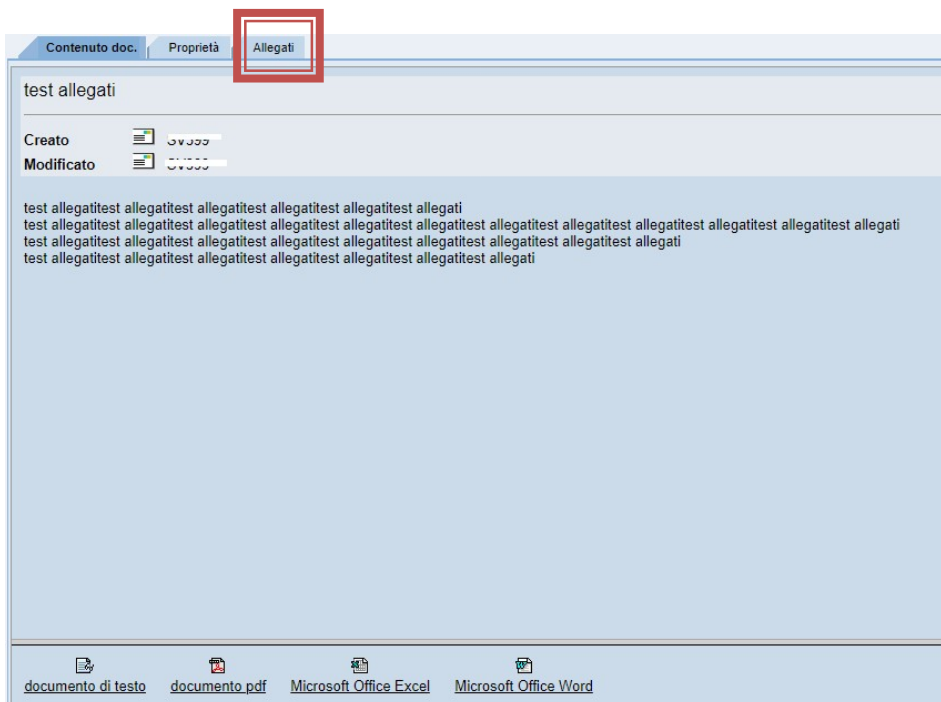 Contenuto doc. Proprietà Allegati
test allegati
Creato
Modificato
test allegatitest allegatitest allegatitest allegatitest allegatitest allegati
test allegatitest allegatitest allegatitest allegatitest allegatitest allegatitest allegatitest allegatitest allegatitest allegatitest allegatitest allegati
test allegatitest allegatitest allegatitest allegatitest allegatitest allegatitest allegatitest allegatitest allegati
test allegatitest allegatitest allegatitest allegatitest allegatitest allegatitest allegati
documento di testo documento pdf Microsoft Office Excel Microsoft Office Word